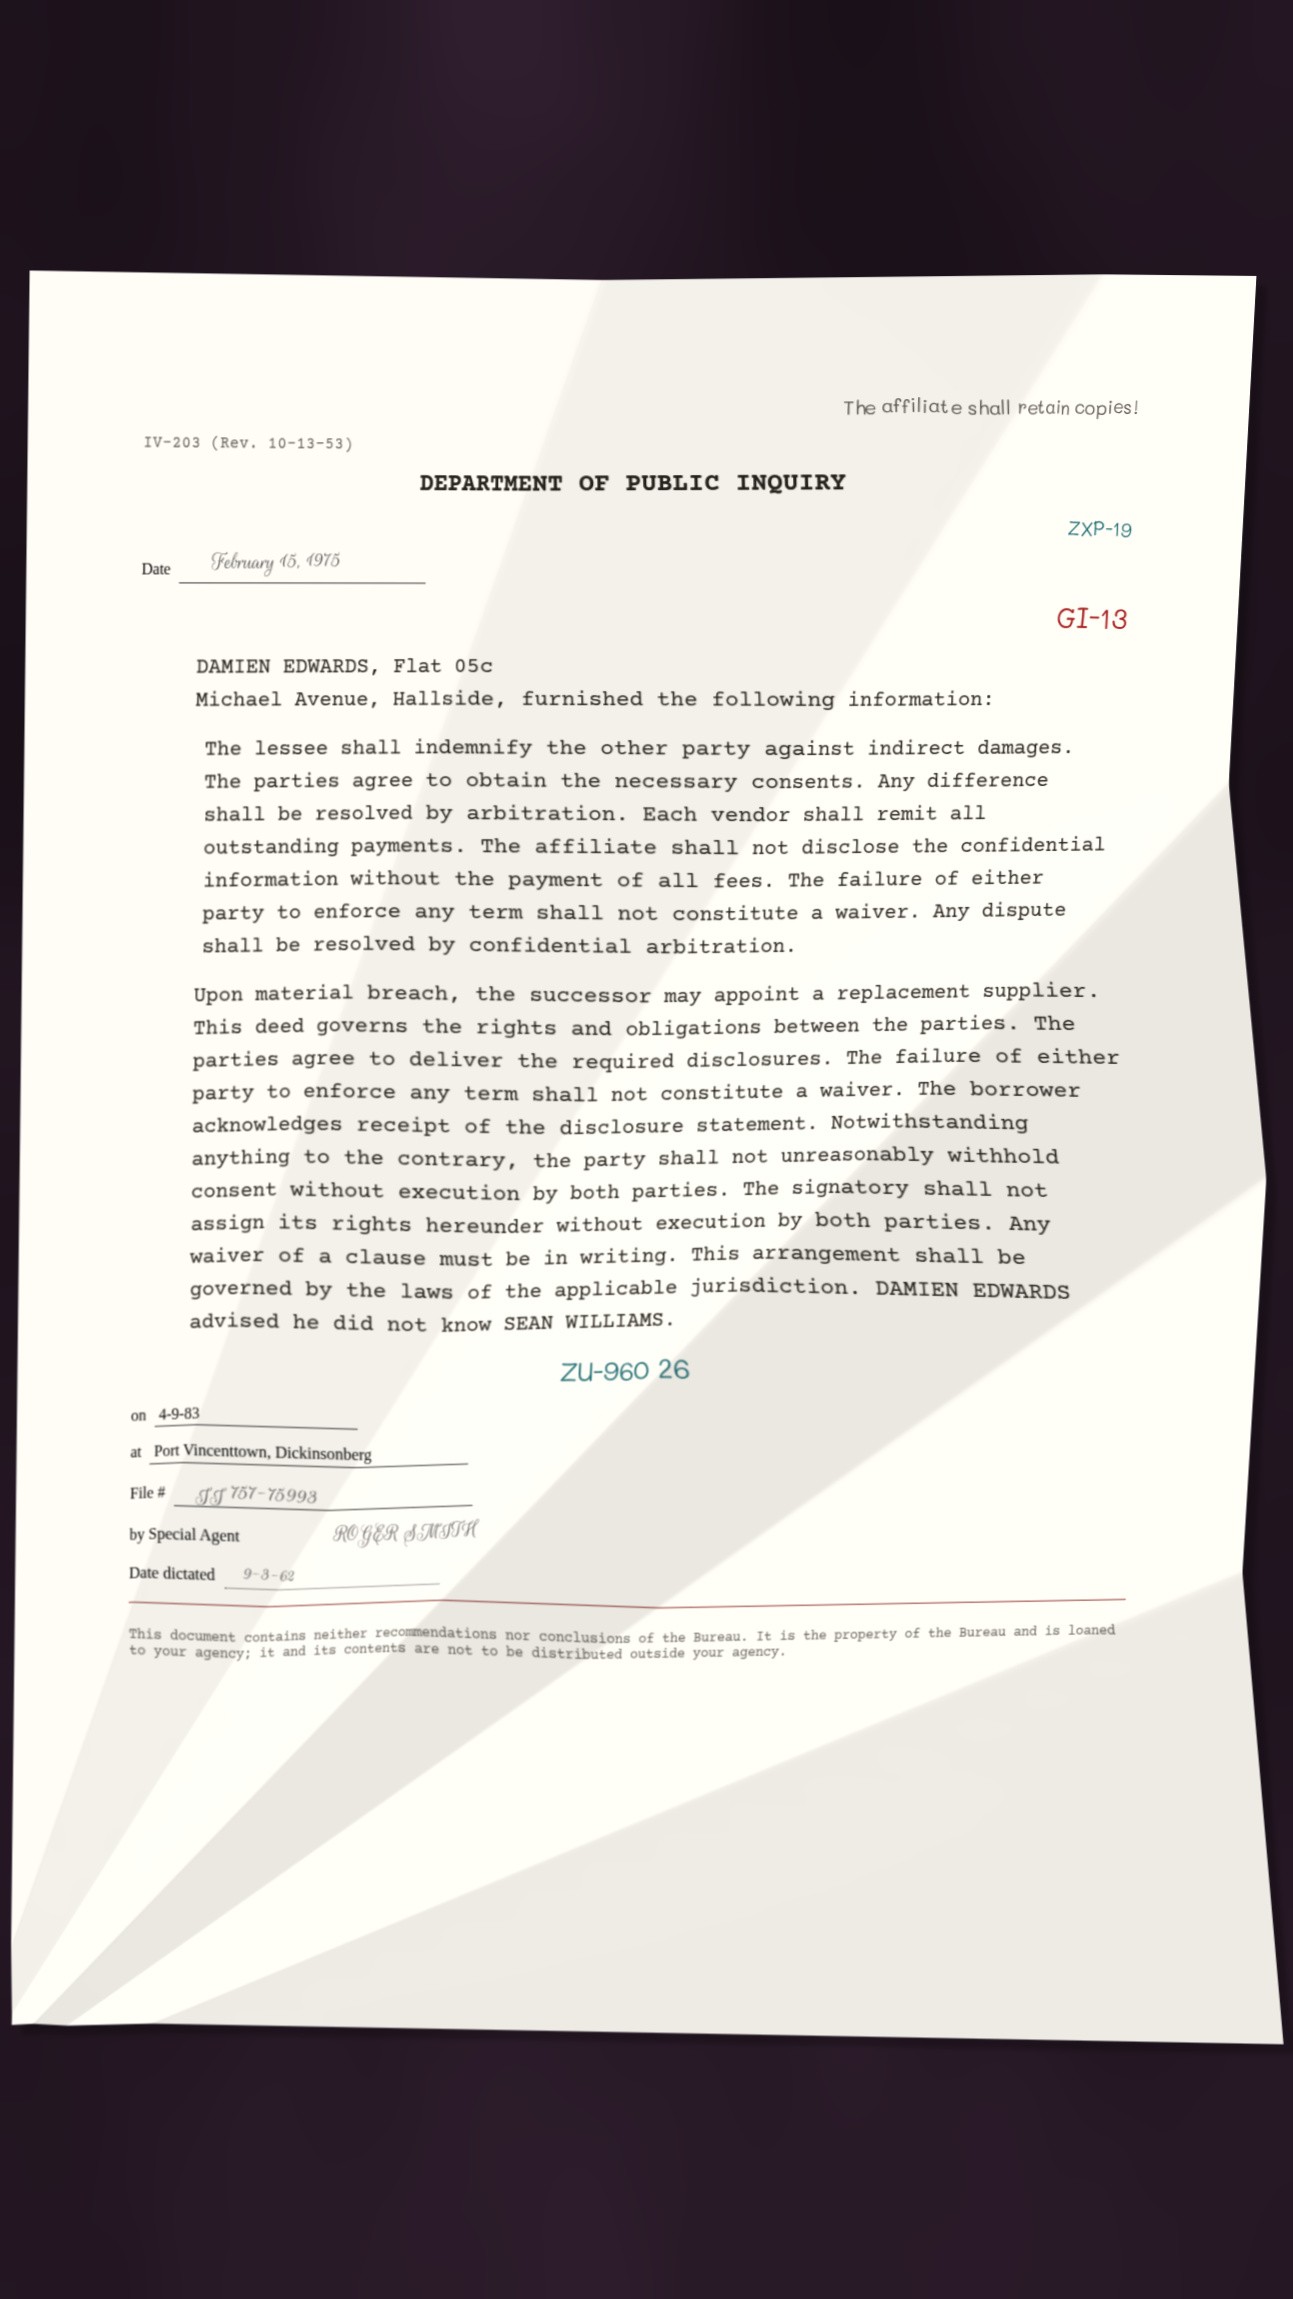 The affiliate shall retain copies!
IV-203 (Rev. 10-13-53)
DEPARTMENT OF PUBLIC INQUIRY
ZXP-19
Date February 15, 1975
GI-13
DAMIEN EDWARDS, Flat 05c
Michael Avenue, Hallside, furnished the following information:
The lessee shall indemnify the other party against indirect damages.
The parties agree to obtain the necessary consents. Any difference
shall be resolved by arbitration. Each vendor shall remit all
outstanding payments. The affiliate shall not disclose the confidential
information without the payment of all fees. The failure of either
party to enforce any term shall not constitute a waiver. Any dispute
shall be resolved by confidential arbitration.
Upon material breach, the successor may appoint a replacement supplier.
This deed governs the rights and obligations between the parties. The
parties agree to deliver the required disclosures. The failure of either
party to enforce any term shall not constitute a waiver. The borrower
acknowledges receipt of the disclosure statement. Notwithstanding
anything to the contrary, the party shall not unreasonably withhold
consent without execution by both parties. The signatory shall not
assign its rights hereunder without execution by both parties. Any
waiver of a clause must be in writing. This arrangement shall be
governed by the laws of the applicable jurisdiction. DAMIEN EDWARDS
advised he did not know SEAN WILLIAMS.
ZU-960 26
on 4-9-83
at Port Vincenttown, Dickinsonberg
File # JJ 757-75993
by Special Agent ROGER SMITH
Date dictated 9-3-62
This document contains neither recommendations nor conclusions of the Bureau. It is the property of the Bureau and is loaned
to your agency; it and its contents are not to be distributed outside your agency.